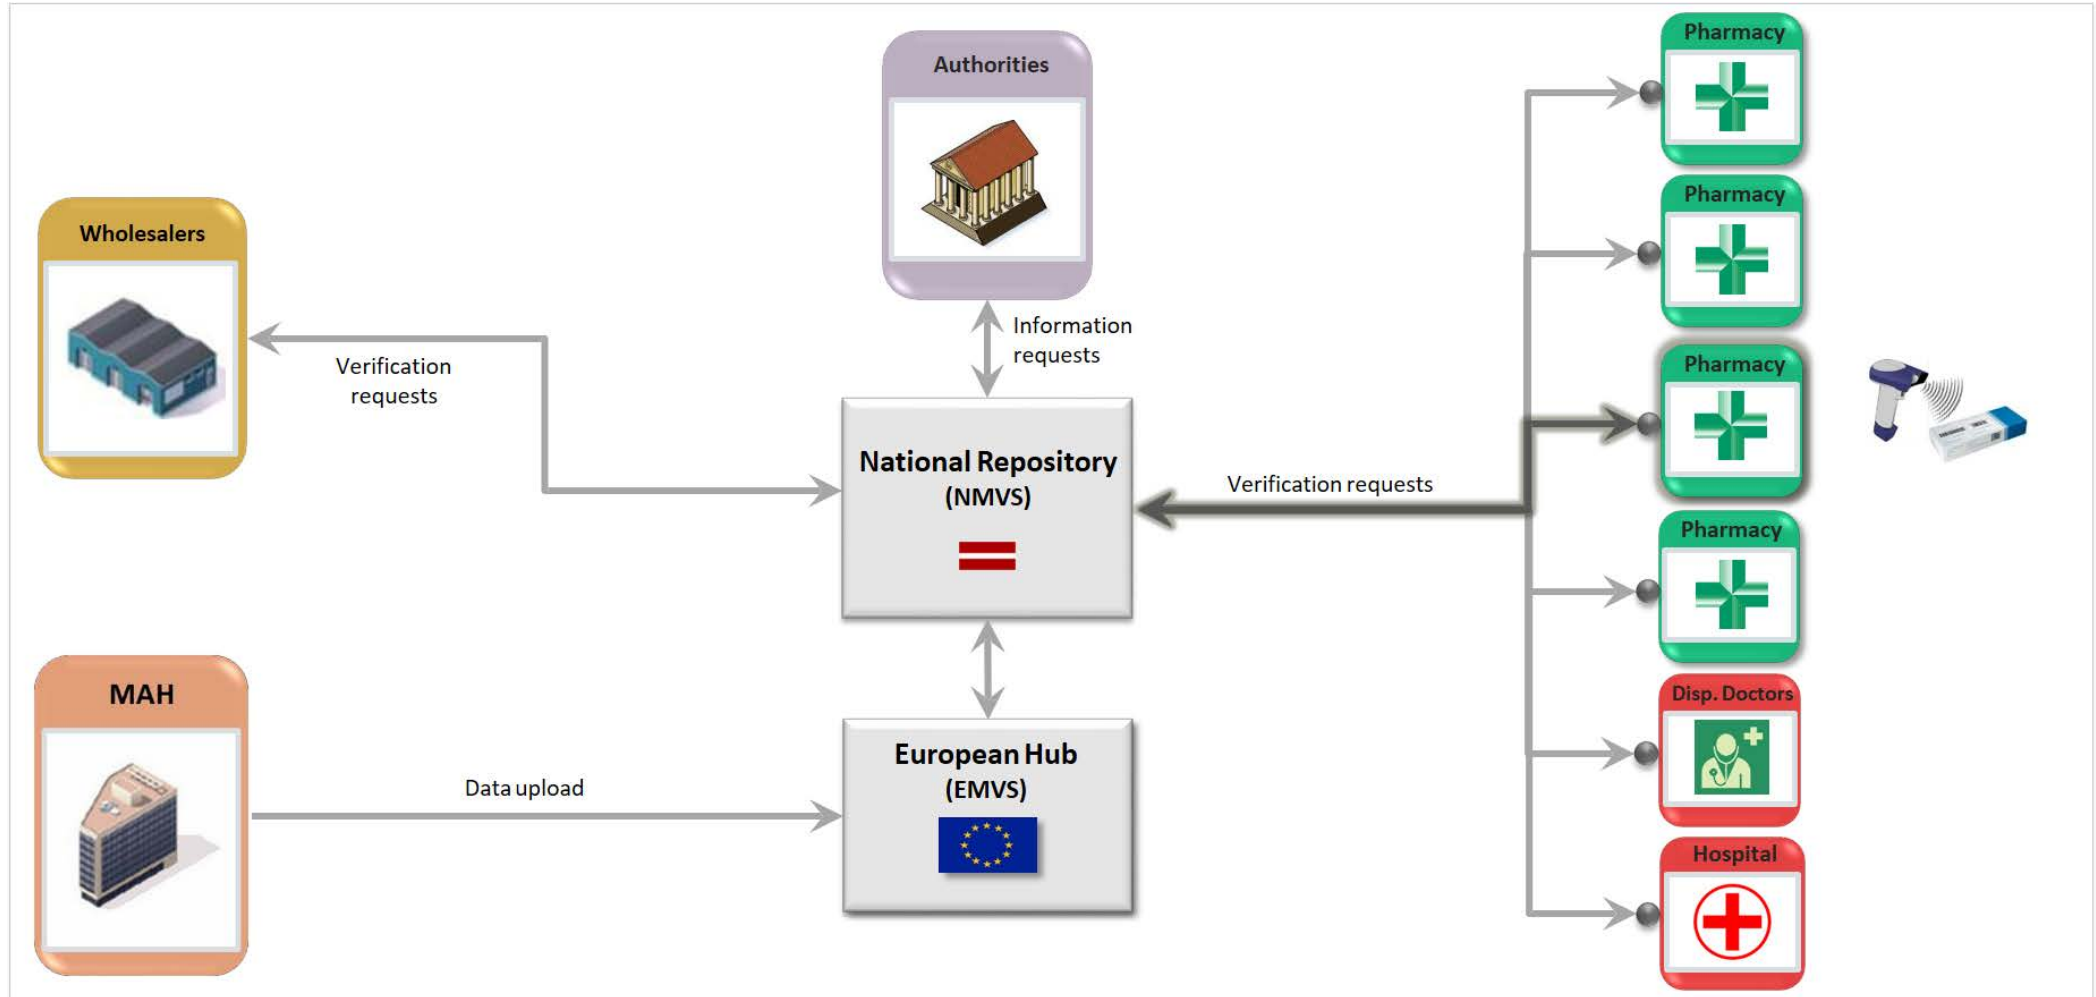 Authorities
Wholesalers
Verification
requests
Information
requests
National Repository
(NMVS)
Verification requests
MAH
Data upload
European Hub
(EMVS)
Pharmacy
Pharmacy
Pharmacy
Pharmacy
Disp. Doctors
Hospital